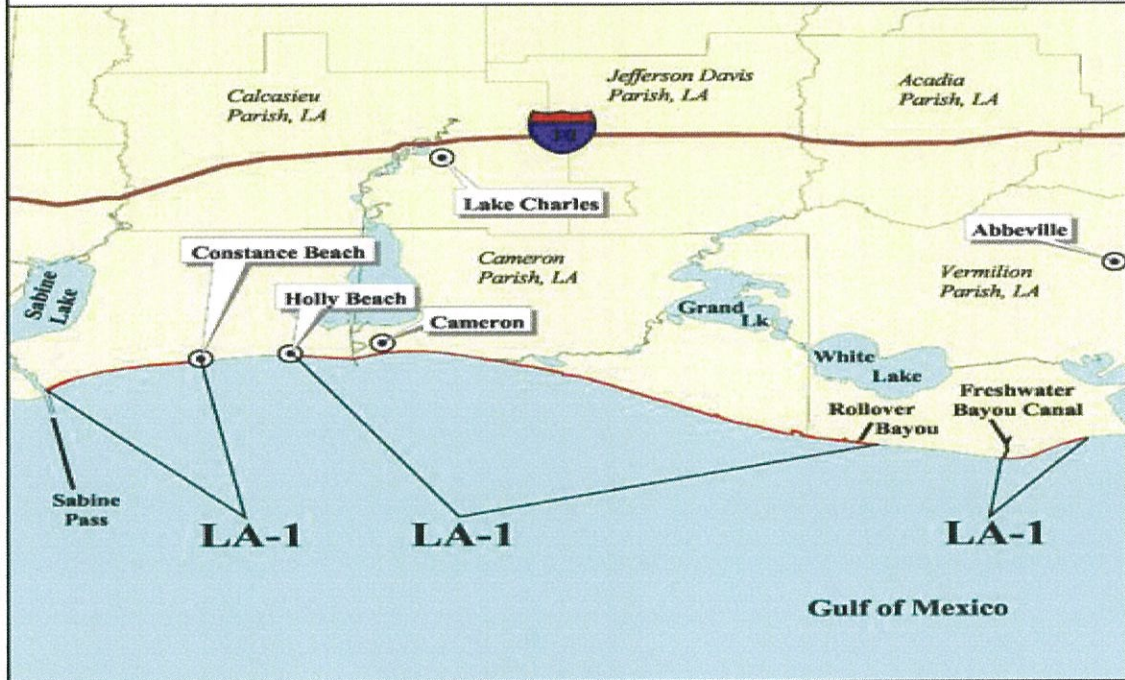 Calcasieu
Parish, LA
Jefferson Davis
Parish, LA
Acadia
Parish, LA
Lake Charles
Abbeville
Constance Beach
Cameron
Parish, LA
Vermilion
Parish, LA
Sabine
Lake
Holly Beach
Grand
Lk
Cameron
White
Lake
Freshwater
Bayou Canal
Rollover
Bayou
Sabine
Pass
LA-1
LA-1
LA-1
Gulf of Mexico